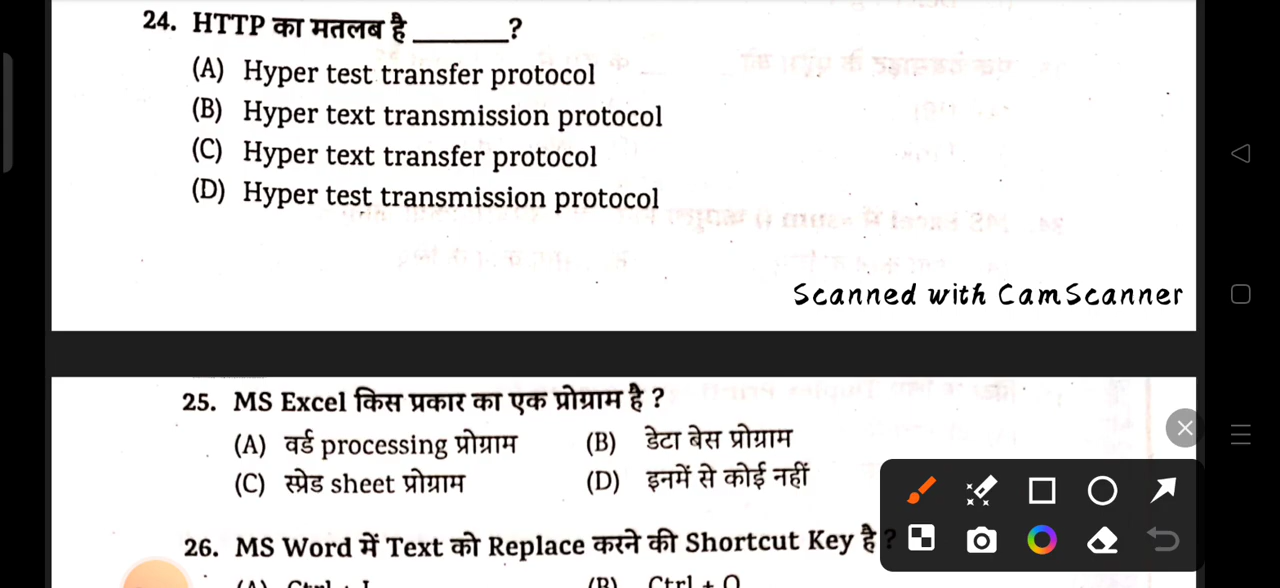 24. HTTP का मतलब है ______?
(A) Hyper test transfer protocol
(B) Hyper text transmission protocol
(C) Hyper text transfer protocol
(D) Hyper test transmission protocol
Scanned with CamScanner
25. MS Excel किस प्रकार का एक प्रोग्राम है ?
(A) वर्ड processing प्रोग्राम (B) डेटा बेस प्रोग्राम
(C) स्प्रेड sheet प्रोग्राम (D) इनमें से कोई नहीं
26. MS Word में Text को Replace करने की Shortcut Key है ?
(B) Ctrl + O